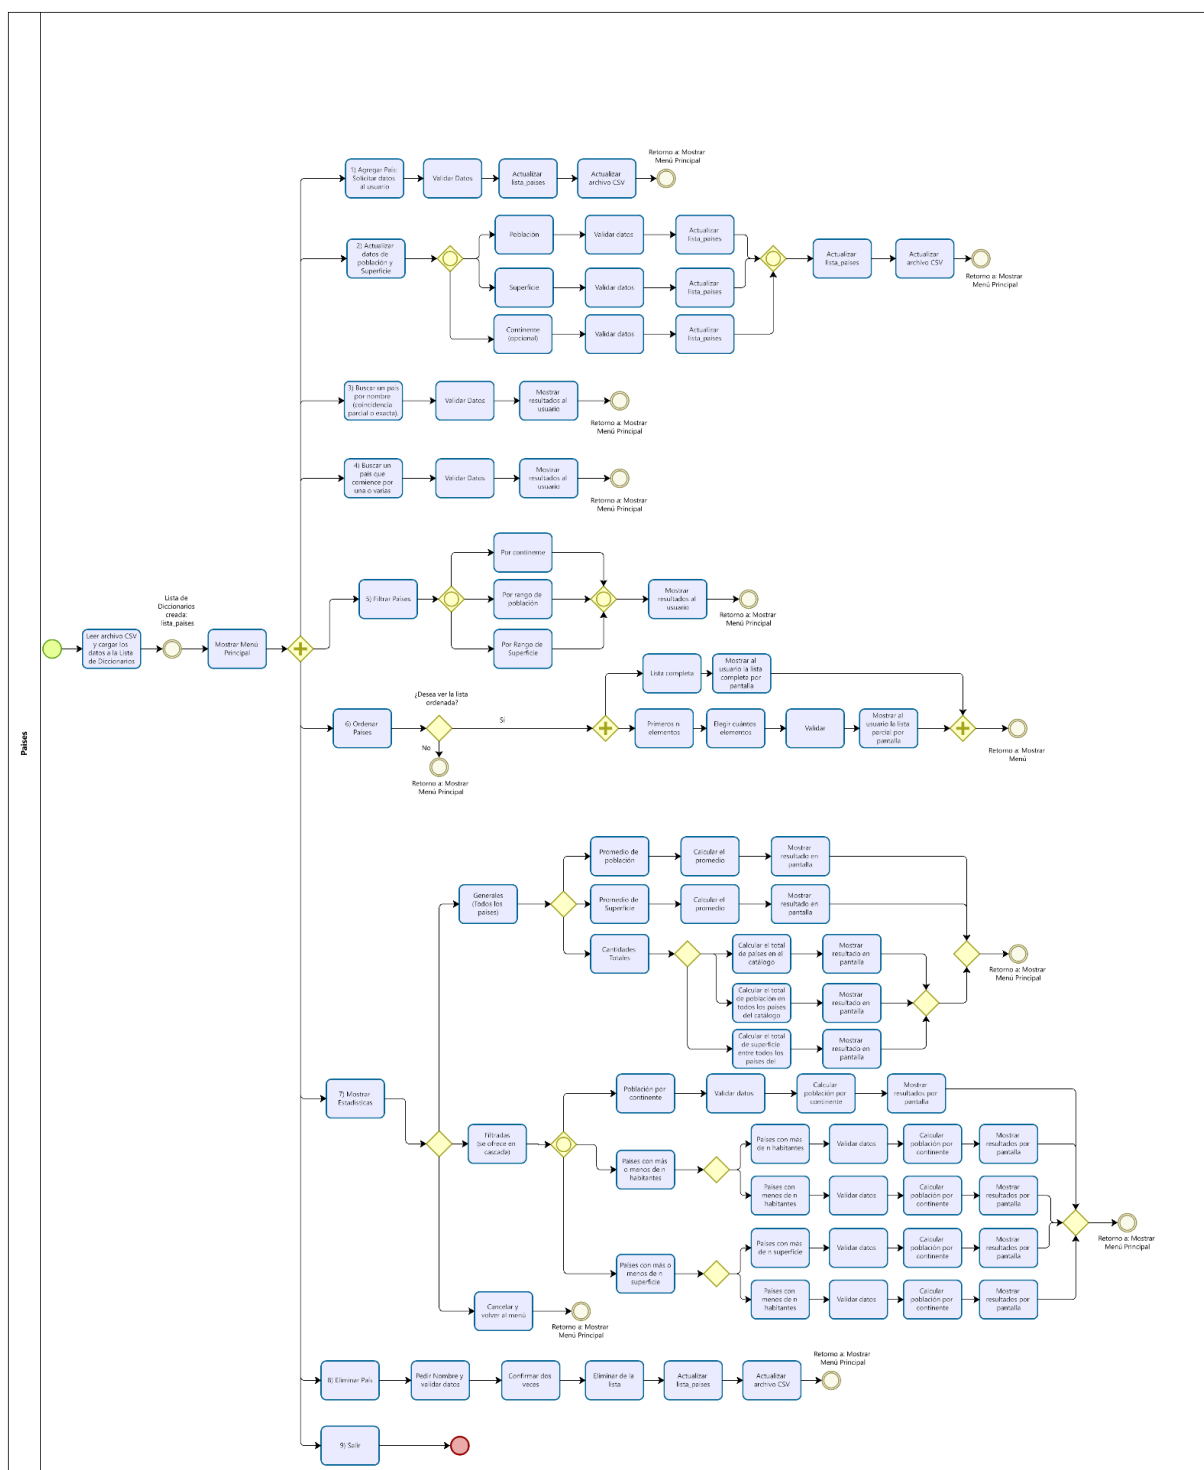 Países
Leer archivo CSV
y cargar los
datos a la Lista
de Diccionarios
Lista de
Diccionarios
creada:
lista_paises
Mostrar Menú
Principal
1) Agregar País:
Solicitar datos
al usuario
Validar Datos
Actualizar
lista_paises
Actualizar
archivo CSV
Retorno a: Mostrar
Menú Principal
2) Actualizar
datos de
población y
Superficie
Población
Validar datos
Actualizar
lista_paises
Superficie
Validar datos
Actualizar
lista_paises
Continente
(opcional)
Validar datos
Actualizar
lista_paises
Actualizar
lista_paises
Actualizar
archivo CSV
Retorno a: Mostrar
Menú Principal
3) Buscar un país
por nombre
(coincidencia
parcial o exacta)
Validar Datos
Mostrar
resultados al
usuario
Retorno a: Mostrar
Menú Principal
4) Buscar un
país que
comience por
una o varias
Validar Datos
Mostrar
resultados al
usuario
Retorno a: Mostrar
Menú Principal
5) Filtrar Países
Por continente
Por rango de
población
Por Rango de
Superficie
Mostrar
resultados al
usuario
Retorno a: Mostrar
Menú Principal
6) Ordenar
Países
¿Desea ver la lista
ordenada?
Sí
No
Retorno a: Mostrar
Menú Principal
Lista completa
Mostrar al
usuario la lista
completa por
pantalla
Primeros n
elementos
Elegir cuántos
elementos
Validar
Mostrar al
usuario la lista
parcial por
pantalla
Retorno a: Mostrar
Menú
7) Mostrar
Estadísticas
Generales
(Todos los
países)
Promedio de
población
Calcular el
promedio
Mostrar
resultado en
pantalla
Promedio de
Superficie
Calcular el
promedio
Mostrar
resultado en
pantalla
Cantidades
Totales
Calcular el total
de países en el
catálogo
Mostrar
resultado en
pantalla
Calcular el total
de población en
todos los países
del catálogo
Mostrar
resultado en
pantalla
Calcular el total
de superficie
entre todos los
países del
Mostrar
resultado en
pantalla
Retorno a: Mostrar
Menú Principal
Filtradas
(se ofrece en
cascada)
Población por
continente
Validar datos
Calcular
población por
continente
Mostrar
resultados por
pantalla
Países con más
o menos de n
habitantes
Países con más
de n habitantes
Validar datos
Calcular
población por
continente
Mostrar
resultados por
pantalla
Países con
menos de n
habitantes
Validar datos
Calcular
población por
continente
Mostrar
resultados por
pantalla
Países con más o
menos de n
superficie
Países con más
de n superficie
Validar datos
Calcular
población por
continente
Mostrar
resultados por
pantalla
Países con
menos de n
habitantes
Validar datos
Calcular
población por
continente
Mostrar
resultados por
pantalla
Retorno a: Mostrar
Menú Principal
Cancelar y
volver al menú
Retorno a: Mostrar
Menú Principal
8) Eliminar País
Pedir Nombre y
validar datos
Confirmar dos
veces
Eliminar de la
lista
Actualizar
lista_paises
Actualizar
archivo CSV
Retorno a: Mostrar
Menú Principal
9) Salir